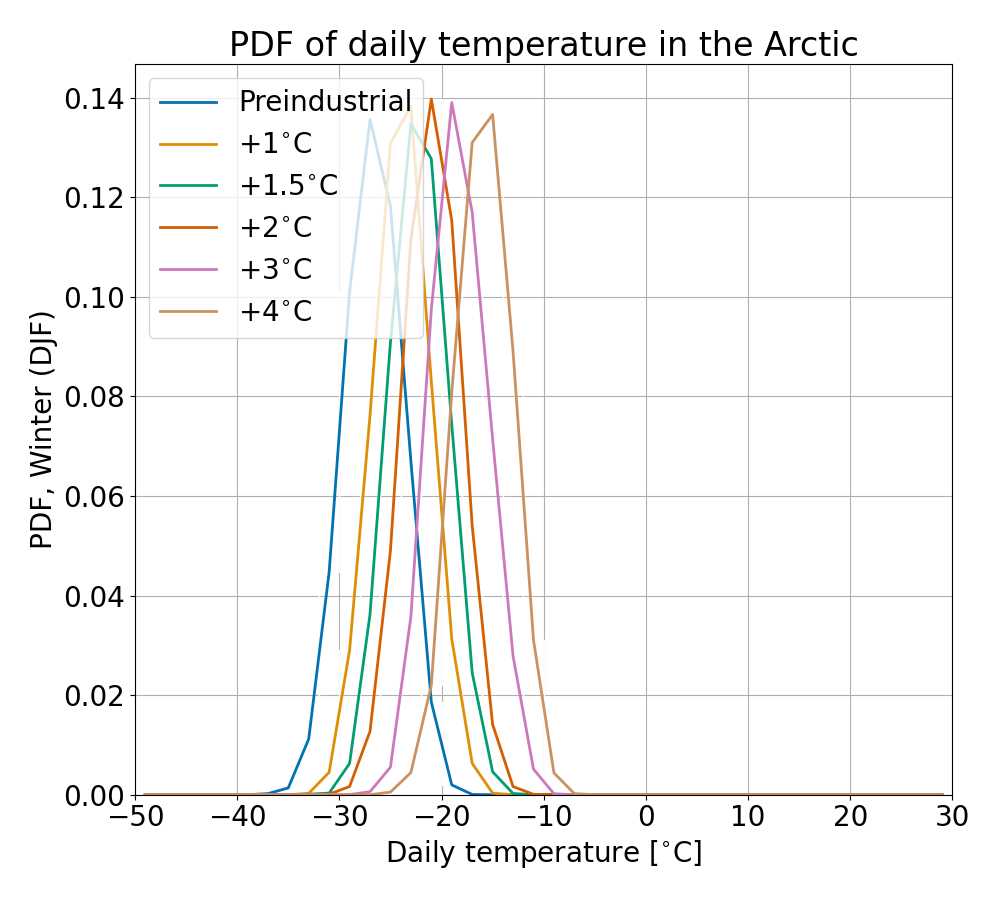 PDF of daily temperature in the Arctic
Preindustrial
+1°C
+1.5°C
+2°C
+3°C
+4°C
PDF, Winter (DJF)
0.14
0.12
0.10
0.08
0.06
0.04
0.02
0.00
−50 −40 −30 −20 −10 0 10 20 30
Daily temperature [°C]